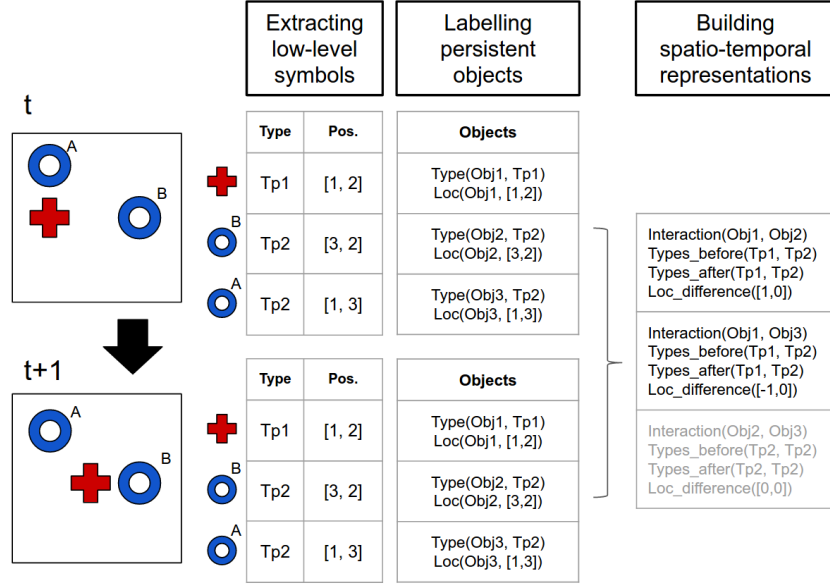 Extracting
low-level
symbols
Labelling
persistent
objects
Building
spatio-temporal
representations
t
A
B
Type Pos. Objects
Tp1 [1, 2] Type(Obj1, Tp1)
Loc(Obj1, [1,2])
B
Tp2 [3, 2] Type(Obj2, Tp2)
Loc(Obj2, [3,2])
A
Tp2 [1, 3] Type(Obj3, Tp2)
Loc(Obj3, [1,3])
t+1
A
B
Type Pos. Objects
Tp1 [1, 2] Type(Obj1, Tp1)
Loc(Obj1, [1,2])
B
Tp2 [3, 2] Type(Obj2, Tp2)
Loc(Obj2, [3,2])
A
Tp2 [1, 3] Type(Obj3, Tp2)
Loc(Obj3, [1,3])
Interaction(Obj1, Obj2)
Types_before(Tp1, Tp2)
Types_after(Tp1, Tp2)
Loc_difference([1,0])
Interaction(Obj1, Obj3)
Types_before(Tp1, Tp2)
Types_after(Tp1, Tp2)
Loc_difference([-1,0])
Interaction(Obj2, Obj3)
Types_before(Tp2, Tp2)
Types_after(Tp2, Tp2)
Loc_difference([0,0])